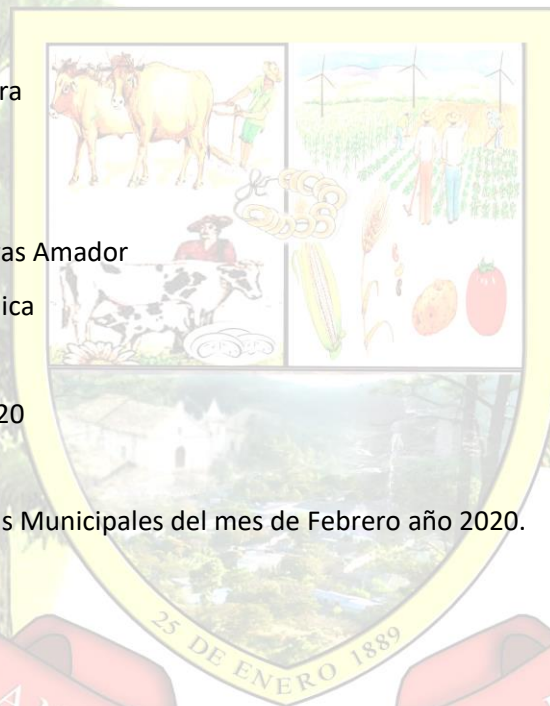 ra
as Amador
ica
20
s Municipales del mes de Febrero año 2020.
25 DE ENERO 1889